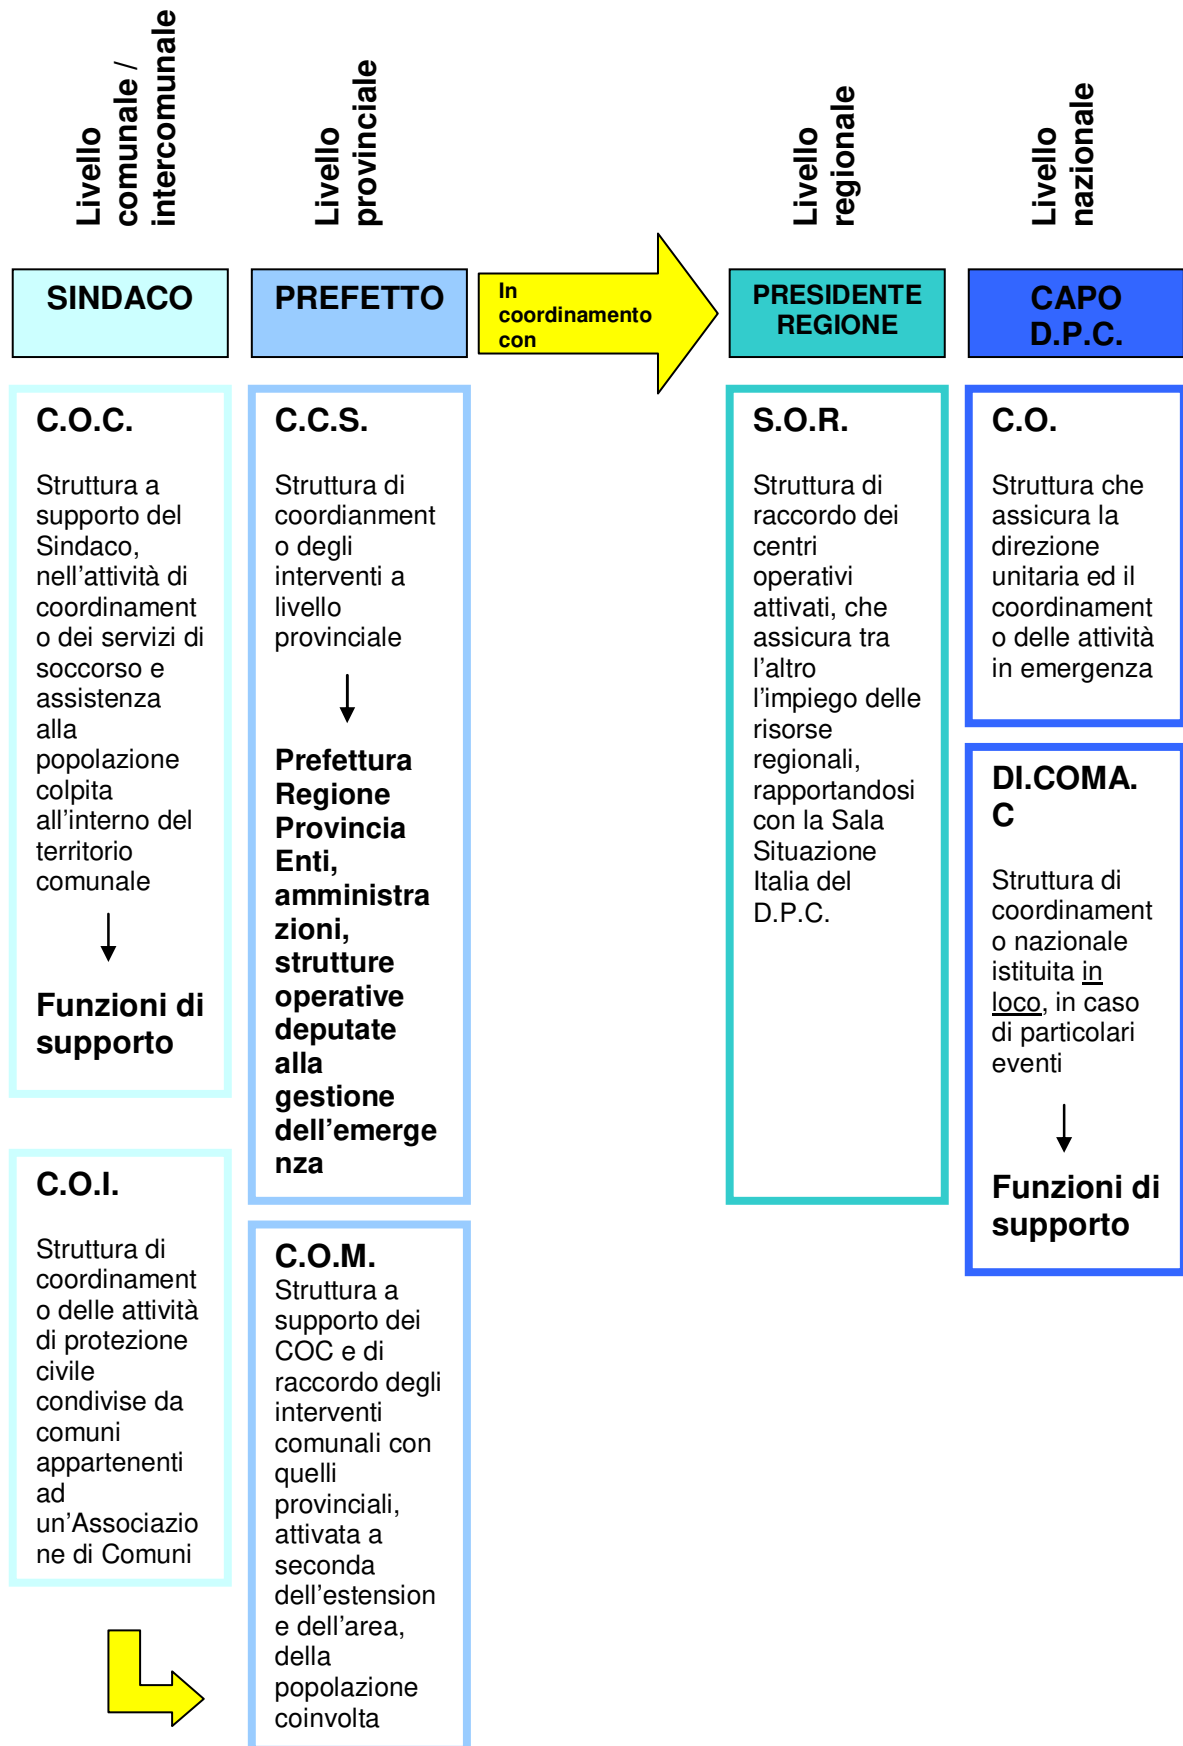 Livello
comunale /
intercomunale
Livello
provinciale
Livello
regionale
Livello
nazionale
SINDACO
PREFETTO
In
coordinamento
con
PRESIDENTE
REGIONE
CAPO
D.P.C.
C.O.C.
Struttura a
supporto del
Sindaco,
nell’attività di
coordinament
o dei servizi di
soccorso e
assistenza
alla
popolazione
colpita
all’interno del
territorio
comunale
Funzioni di
supporto
C.O.I.
Struttura di
coordinament
o delle attività
di protezione
civile
condivise da
comuni
appartenenti
ad
un’Associazio
ne di Comuni
C.C.S.
Struttura di
coordianment
o degli
interventi a
livello
provinciale
Prefettura
Regione
Provincia
Enti,
amministra
zioni,
strutture
operative
deputate
alla
gestione
dell’emerge
nza
C.O.M.
Struttura a
supporto dei
COC e di
raccordo degli
interventi
comunali con
quelli
provinciali,
attivata a
seconda
dell’estension
e dell’area,
della
popolazione
coinvolta
S.O.R.
Struttura di
raccordo dei
centri
operativi
attivati, che
assicura tra
l’altro
l’impiego delle
risorse
regionali,
rapportandosi
con la Sala
Situazione
Italia del
D.P.C.
C.O.
Struttura che
assicura la
direzione
unitaria ed il
coordinament
o delle attività
in emergenza
DI.COMA.
C
Struttura di
coordinament
o nazionale
istituita in
loco, in caso
di particolari
eventi
Funzioni di
supporto